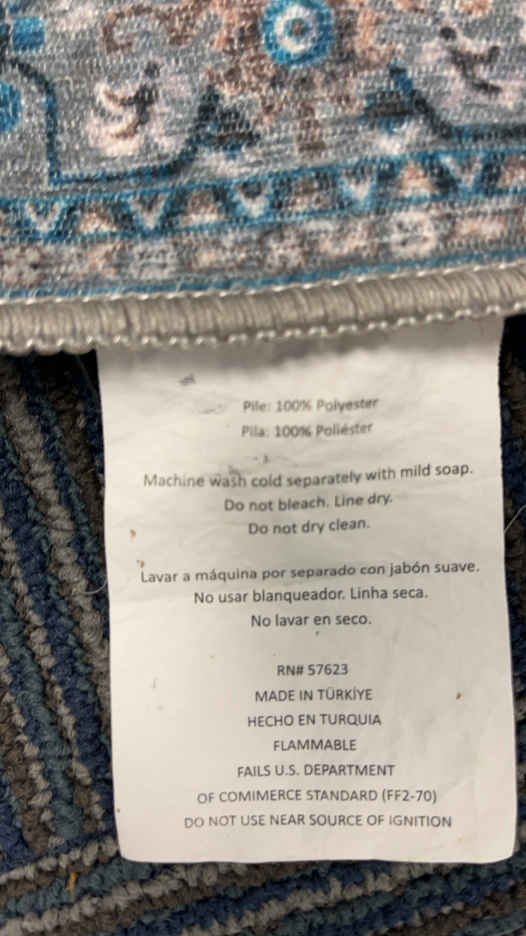 Pile: 100% Polyester
Pila: 100% Poliéster
Machine wash cold separately with mild soap.
Do not bleach. Line dry.
Do not dry clean.
Lavar a máquina por separado con jabón suave.
No usar blanqueador. Linha seca.
No lavar en seco.
RN# 57623
MADE IN TÜRKİYE
HECHO EN TURQUIA
FLAMMABLE
FAILS U.S. DEPARTMENT
OF COMIMERCE STANDARD (FF2-70)
DO NOT USE NEAR SOURCE OF IGNITION